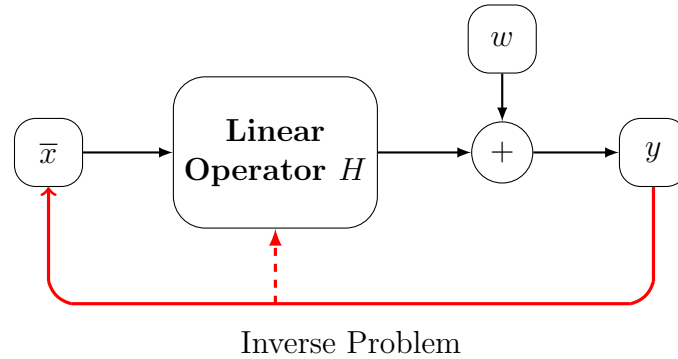 w
x̅
Linear
Operator H
+
y
Inverse Problem